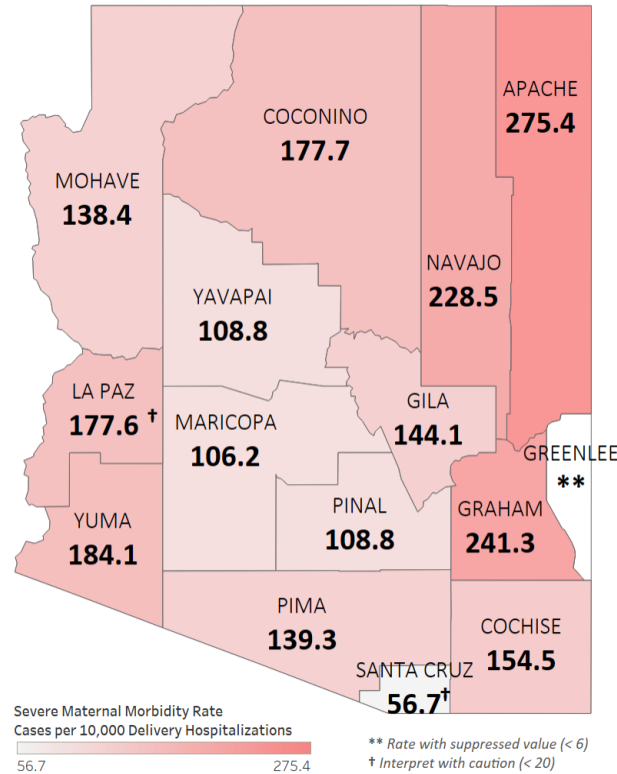 APACHE
275.4
COCONINO
177.7
MOHAVE
138.4
NAVAJO
228.5
YAVAPAI
108.8
LA PAZ
177.6 †
MARICOPA
106.2
GILA
144.1
GREENLEE
**
YUMA
184.1
PINAL
108.8
GRAHAM
241.3
PIMA
139.3
COCHISE
154.5
SANTA CRUZ
56.7†
Severe Maternal Morbidity Rate
Cases per 10,000 Delivery Hospitalizations
56.7 275.4
** Rate with suppressed value (< 6)
† Interpret with caution (< 20)